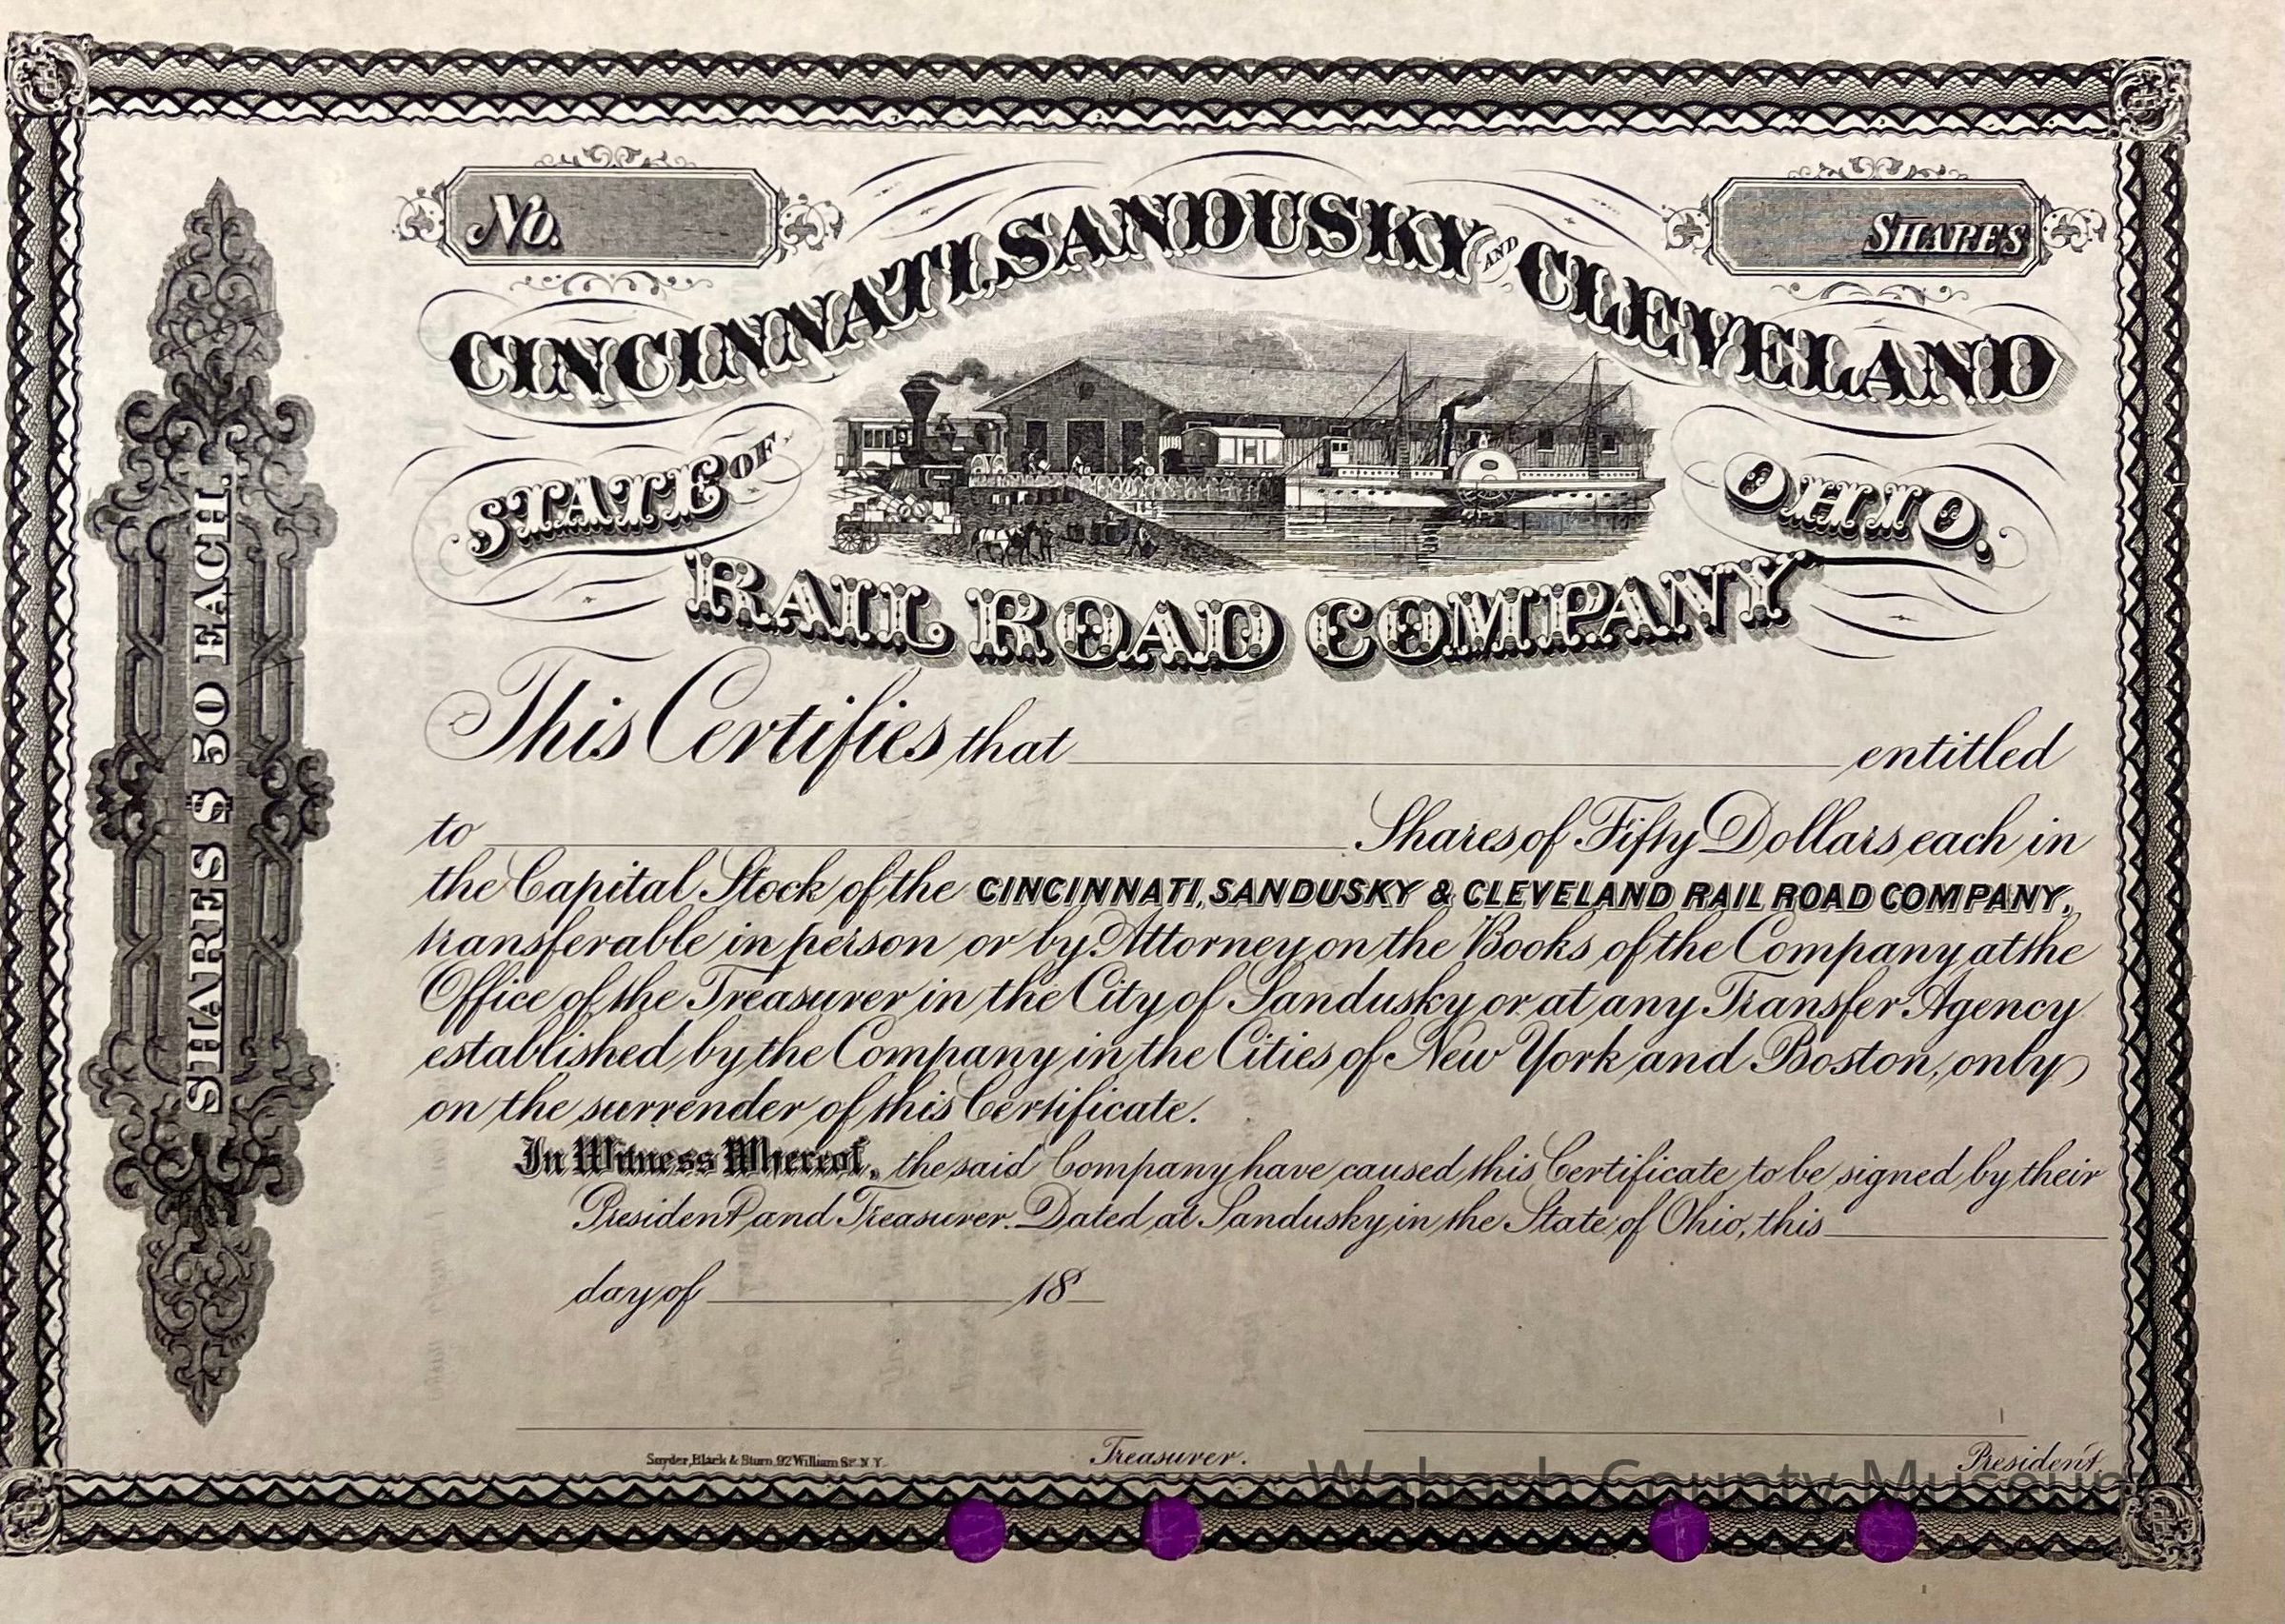 No.
SHARES
CINCINNATI, SANDUSKY AND CLEVELAND
STATE OF OHIO,
RAIL ROAD COMPANY
SHARES $ 50 EACH.
This Certifies that entitled
to Shares of Fifty Dollars each in
the Capital Stock of the CINCINNATI, SANDUSKY & CLEVELAND RAIL ROAD COMPANY,
transferable in person or by Attorney on the Books of the Company at the
Office of the Treasurer in the City of Sandusky or at any Transfer Agency
established by the Company in the Cities of New York and Boston, only
on the surrender of this Certificate.
In Witness Whereof, the said Company have caused this Certificate to be signed by their
President and Treasurer. Dated at Sandusky, in the State of Ohio, this
day of 18
Snyder, Black & Sturn, 92 William St. N.Y.
Treasurer.
President.
Wabash County Museum